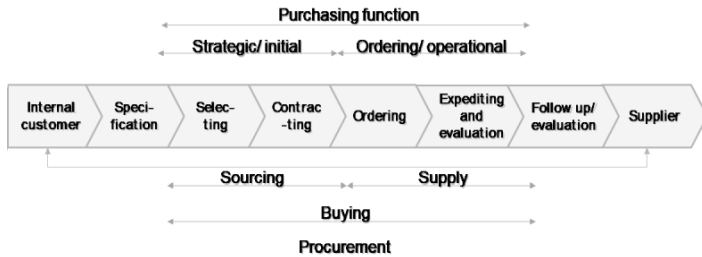 Purchasing function
Strategic/ initial
Ordering/ operational
Internal
customer
Speci-
fication
Selec-
ting
Contrac
-ting
Ordering
Expediting
and
evaluation
Follow up/
evaluation
Supplier
Sourcing
Supply
Buying
Procurement